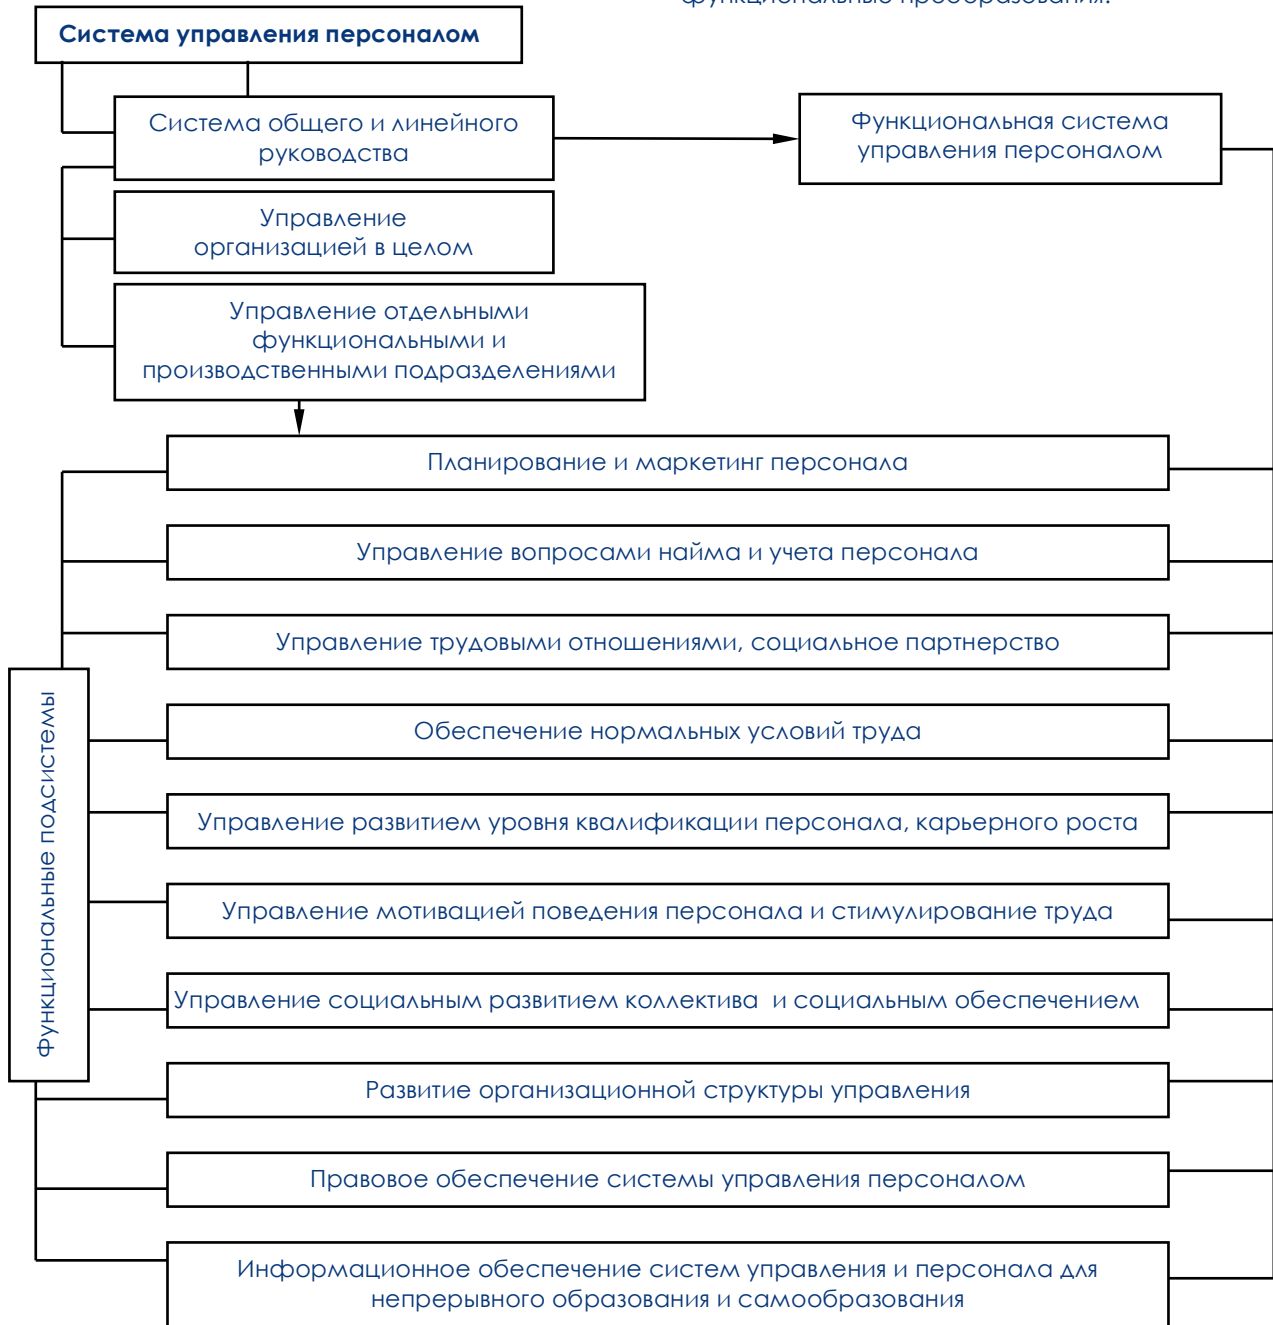 функциональные преобразования.
Система управления персоналом
Система общего и линейного
руководства
Функциональная система
управления персоналом
Управление
организацией в целом
Управление отдельными
функциональными и
производственными подразделениями
Планирование и маркетинг персонала
Управление вопросами найма и учета персонала
Управление трудовыми отношениями, социальное партнерство
Обеспечение нормальных условий труда
Управление развитием уровня квалификации персонала, карьерного роста
Управление мотивацией поведения персонала и стимулирование труда
Управление социальным развитием коллектива и социальным обеспечением
Развитие организационной структуры управления
Правовое обеспечение системы управления персоналом
Информационное обеспечение систем управления и персонала для
непрерывного образования и самообразования
Функциональные подсистемы